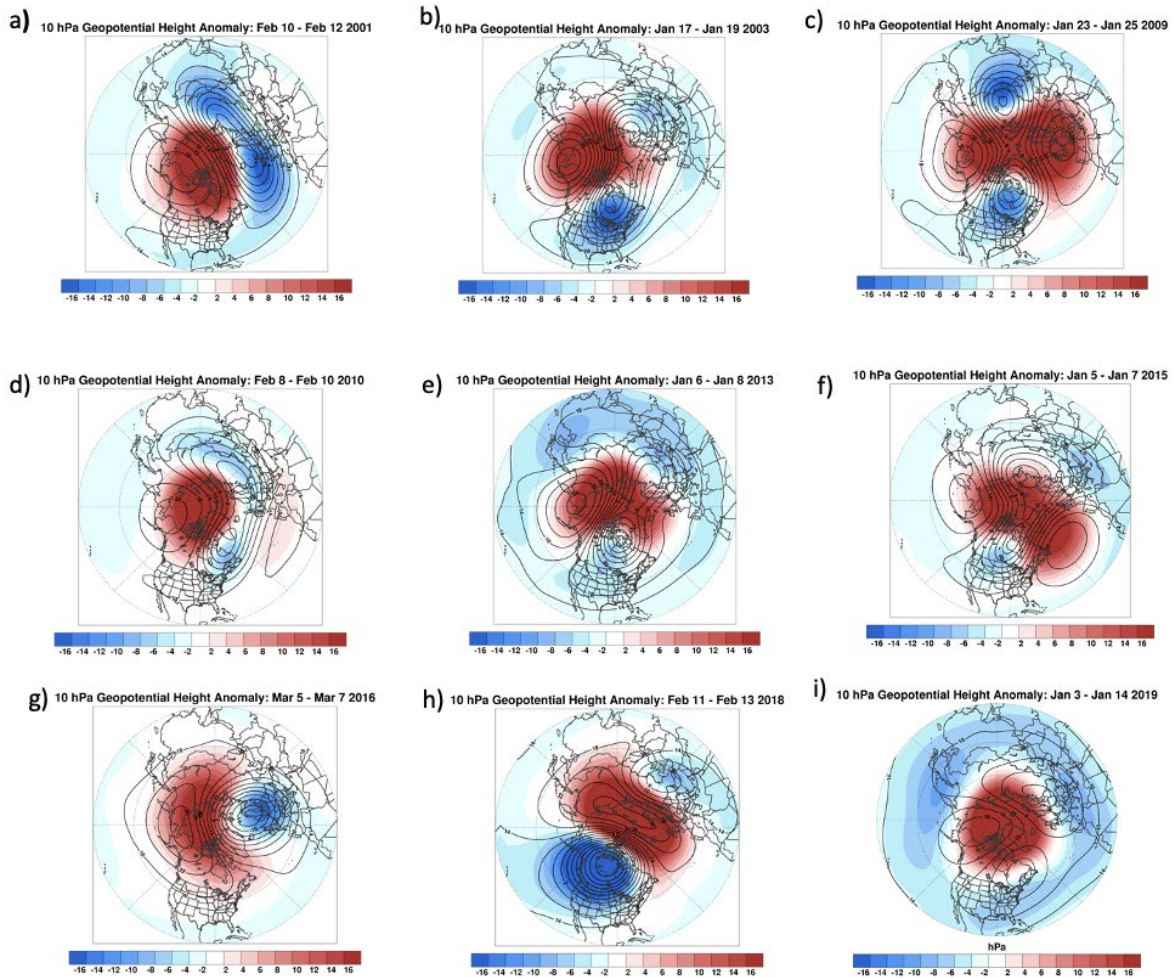 a) 10 hPa Geopotential Height Anomaly: Feb 10 - Feb 12 2001
b) 10 hPa Geopotential Height Anomaly: Jan 17 - Jan 19 2003
c) 10 hPa Geopotential Height Anomaly: Jan 23 - Jan 25 2009
-16 -14 -12 -10 -8 -6 -4 -2 2 4 6 8 10 12 14 16
-16 -14 -12 -10 -8 -6 -4 -2 2 4 6 8 10 12 14 16
-16 -14 -12 -10 -8 -6 -4 -2 2 4 6 8 10 12 14 16
d) 10 hPa Geopotential Height Anomaly: Feb 8 - Feb 10 2010
e) 10 hPa Geopotential Height Anomaly: Jan 6 - Jan 8 2013
f) 10 hPa Geopotential Height Anomaly: Jan 5 - Jan 7 2015
-16 -14 -12 -10 -8 -6 -4 -2 2 4 6 8 10 12 14 16
-16 -14 -12 -10 -8 -6 -4 -2 2 4 6 8 10 12 14 16
-16 -14 -12 -10 -8 -6 -4 -2 2 4 6 8 10 12 14 16
g) 10 hPa Geopotential Height Anomaly: Mar 5 - Mar 7 2016
h) 10 hPa Geopotential Height Anomaly: Feb 11 - Feb 13 2018
i) 10 hPa Geopotential Height Anomaly: Jan 3 - Jan 14 2019
hPa
-16 -14 -12 -10 -8 -6 -4 -2 2 4 6 8 10 12 14 16
-16 -14 -12 -10 -8 -6 -4 -2 2 4 6 8 10 12 14 16
-16 -14 -12 -10 -8 -6 -4 -2 2 4 6 8 10 12 14 16